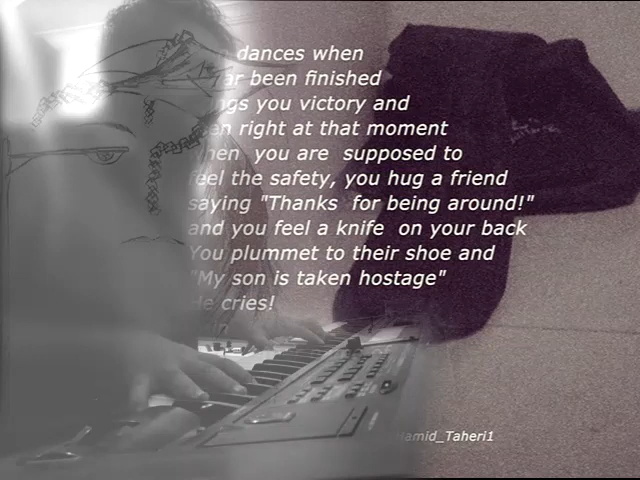 dances when
been finished
you victory and
right at that moment
when you are supposed to
feel the safety, you hug a friend
saying "Thanks for being around!"
and you feel a knife on your back
You plummet to their shoe and
"My son is taken hostage"
He cries!
Hamid_Taheri1